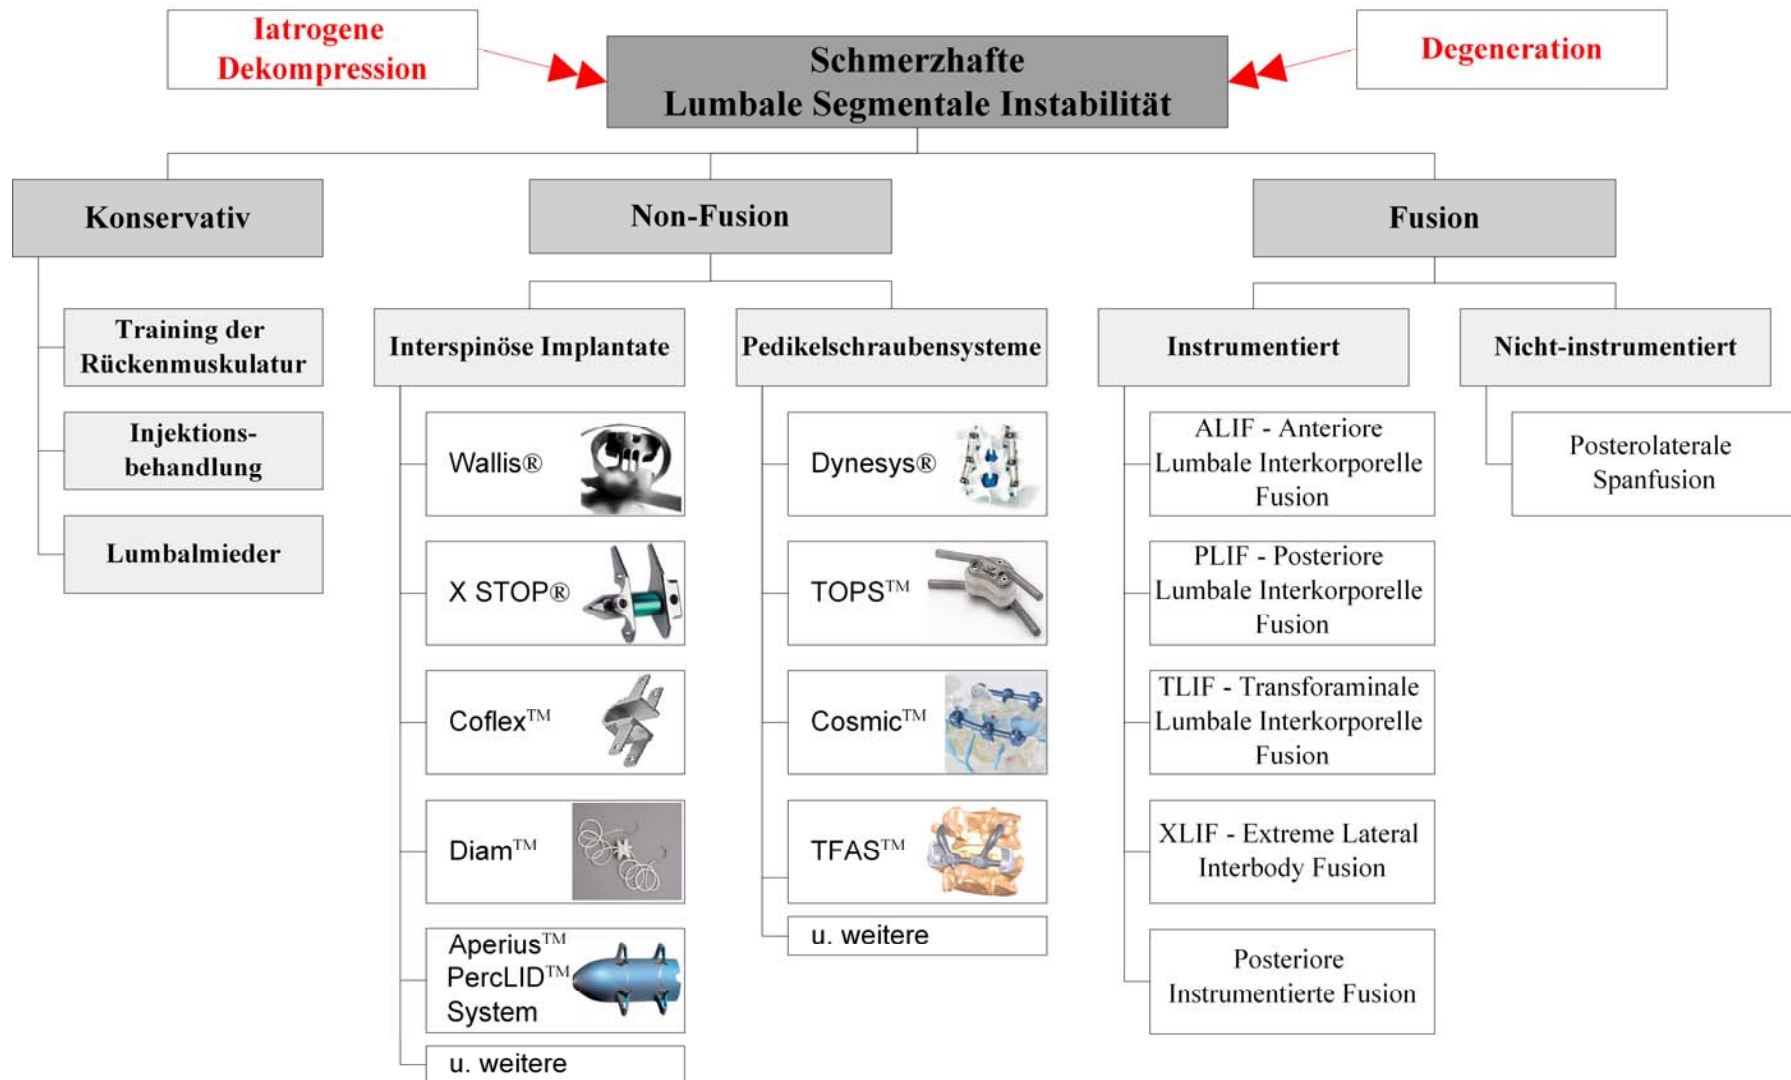 Iatrogene
Dekompression
Schmerzhafte
Lumbale Segmentale Instabilität
Degeneration
Konservativ
Non-Fusion
Fusion
Training der
Rückenmuskulatur
Injektions-
behandlung
Lumbalmieder
Interspinöse Implantate
Wallis®
X STOP®
Coflex™
Diam™
Aperius™
PercLID™
System
u. weitere
Pedikelschraubensysteme
Dynesys®
TOPS™
Cosmic™
TFAS™
u. weitere
Instrumentiert
ALIF - Anteriore
Lumbale Interkorporelle
Fusion
PLIF - Posteriore
Lumbale Interkorporelle
Fusion
TLIF - Transforaminale
Lumbale Interkorporelle
Fusion
XLIF - Extreme Lateral
Interbody Fusion
Posteriore
Instrumentierte Fusion
Nicht-instrumentiert
Posterolaterale
Spanfusion